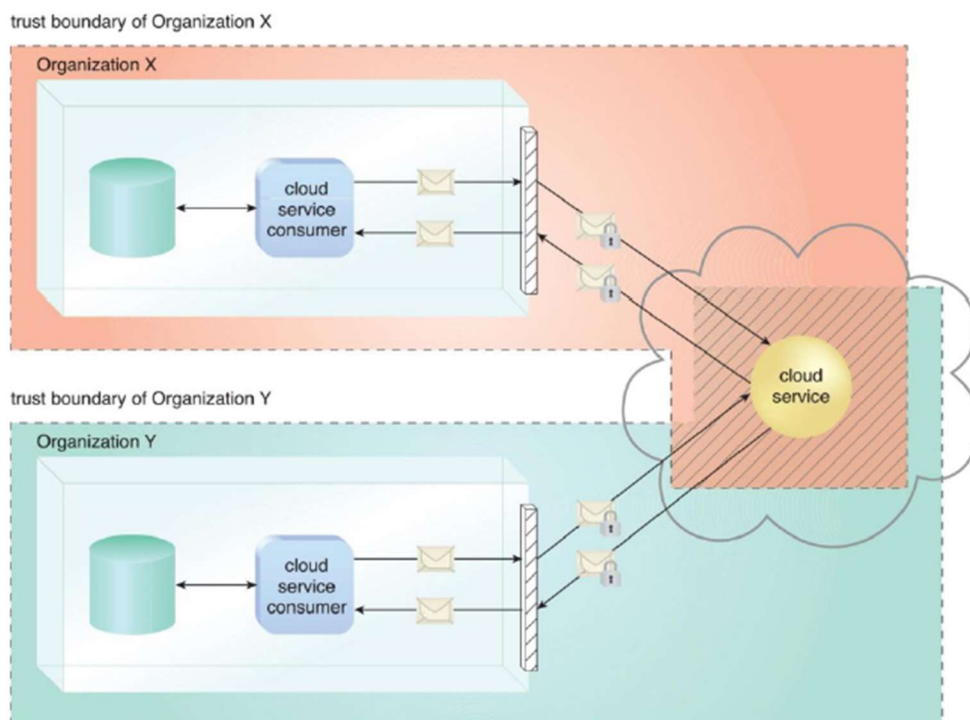 trust boundary of Organization X
Organization X
cloud
service
consumer
cloud
service
trust boundary of Organization Y
Organization Y
cloud
service
consumer